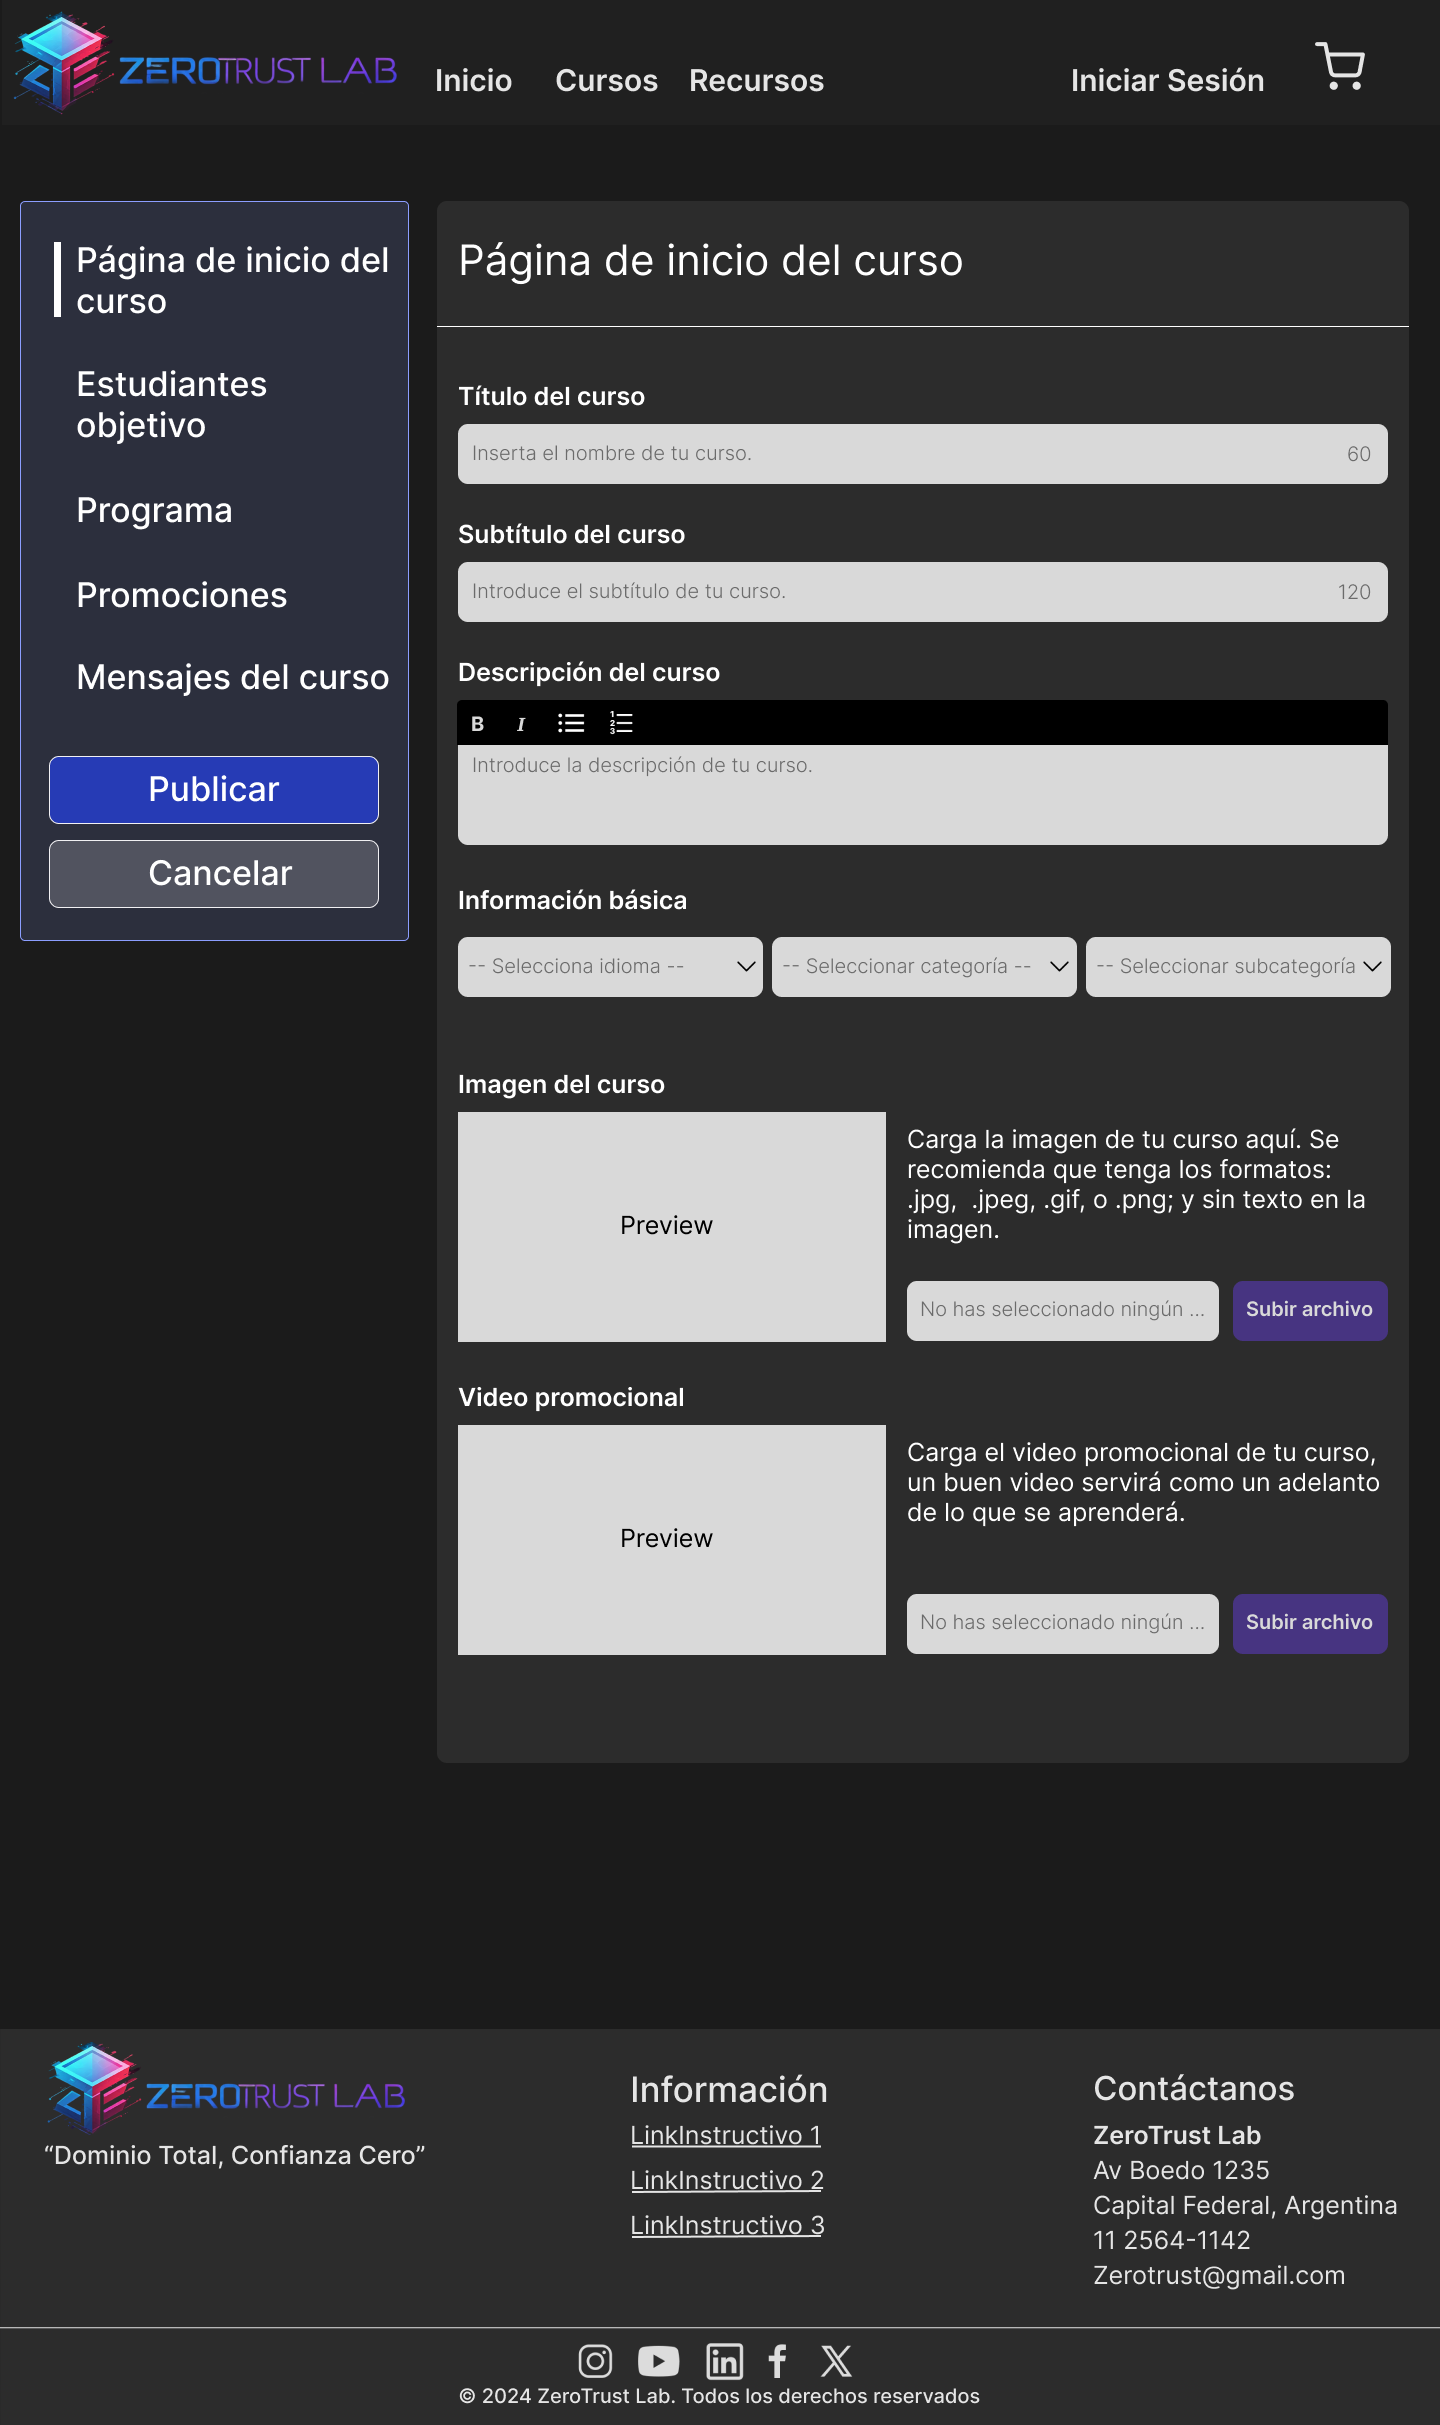 ZEROTRUST LAB
Inicio
Cursos
Recursos
Iniciar Sesión
Página de inicio del
curso
Estudiantes
objetivo
Programa
Promociones
Mensajes del curso
Publicar
Cancelar
Página de inicio del curso
Título del curso
Inserta el nombre de tu curso.
60
Subtítulo del curso
Introduce el subtítulo de tu curso.
120
Descripción del curso
B
I
1
2
3
Introduce la descripción de tu curso.
Información básica
-- Selecciona idioma --
-- Seleccionar categoría --
-- Seleccionar subcategoría
Imagen del curso
Preview
Carga la imagen de tu curso aquí. Se
recomienda que tenga los formatos:
.jpg,  .jpeg, .gif, o .png; y sin texto en la
imagen.
No has seleccionado ningún ...
Subir archivo
Video promocional
Preview
Carga el video promocional de tu curso,
un buen video servirá como un adelanto
de lo que se aprenderá.
No has seleccionado ningún ...
Subir archivo
ZEROTRUST LAB
“Dominio Total, Confianza Cero”
Información
LinkInstructivo 1
LinkInstructivo 2
LinkInstructivo 3
Contáctanos
ZeroTrust Lab
Av Boedo 1235
Capital Federal, Argentina
11 2564-1142
Zerotrust@gmail.com
© 2024 ZeroTrust Lab. Todos los derechos reservados